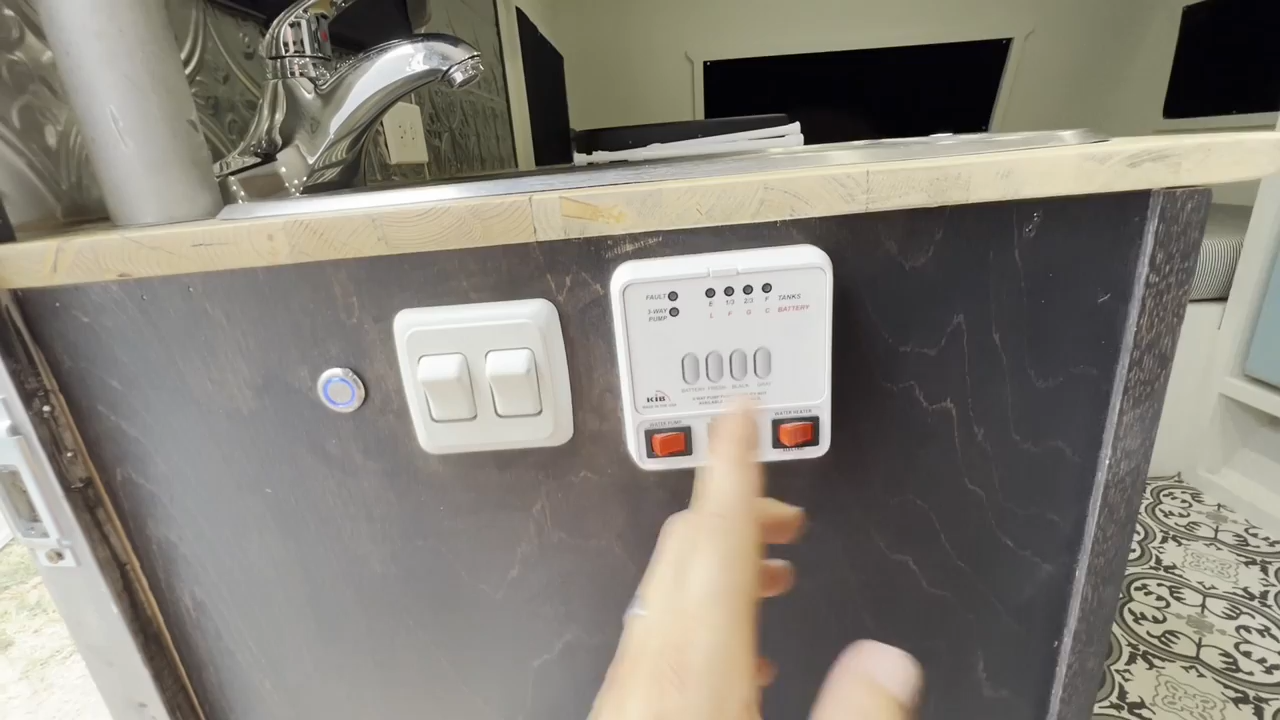 FAULT
E 1/3 2/3 F TANKS
3-WAY
PUMP
L F G C BATTERY
BATTERY FRESH BLACK GRAY
KIB
WATER PUMP
WATER HEATER
ELECTRIC